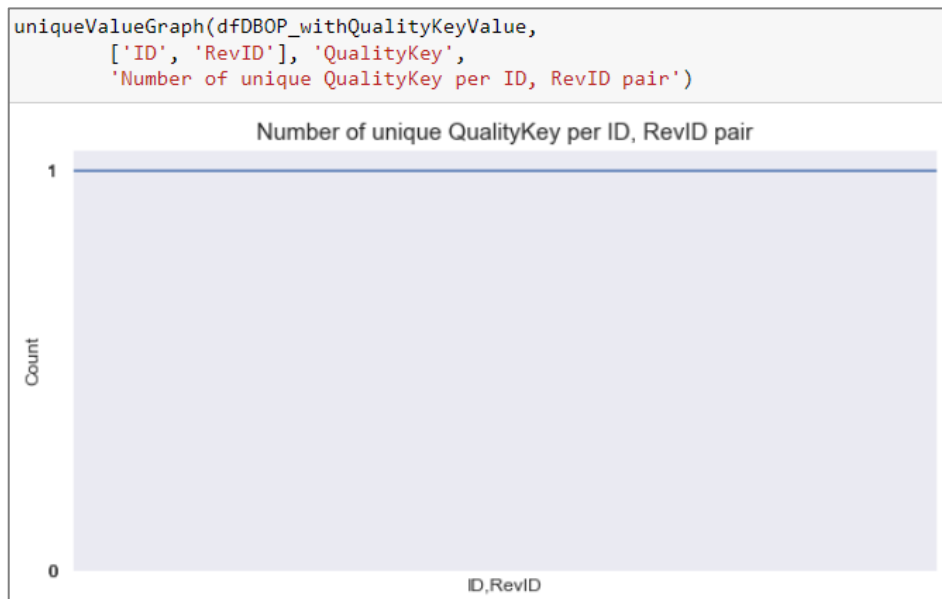 uniqueValueGraph(dfDBOP_withQualityKeyValue,
['ID', 'RevID'], 'QualityKey',
'Number of unique QualityKey per ID, RevID pair')
Number of unique QualityKey per ID, RevID pair
1
Count
0
ID,RevID